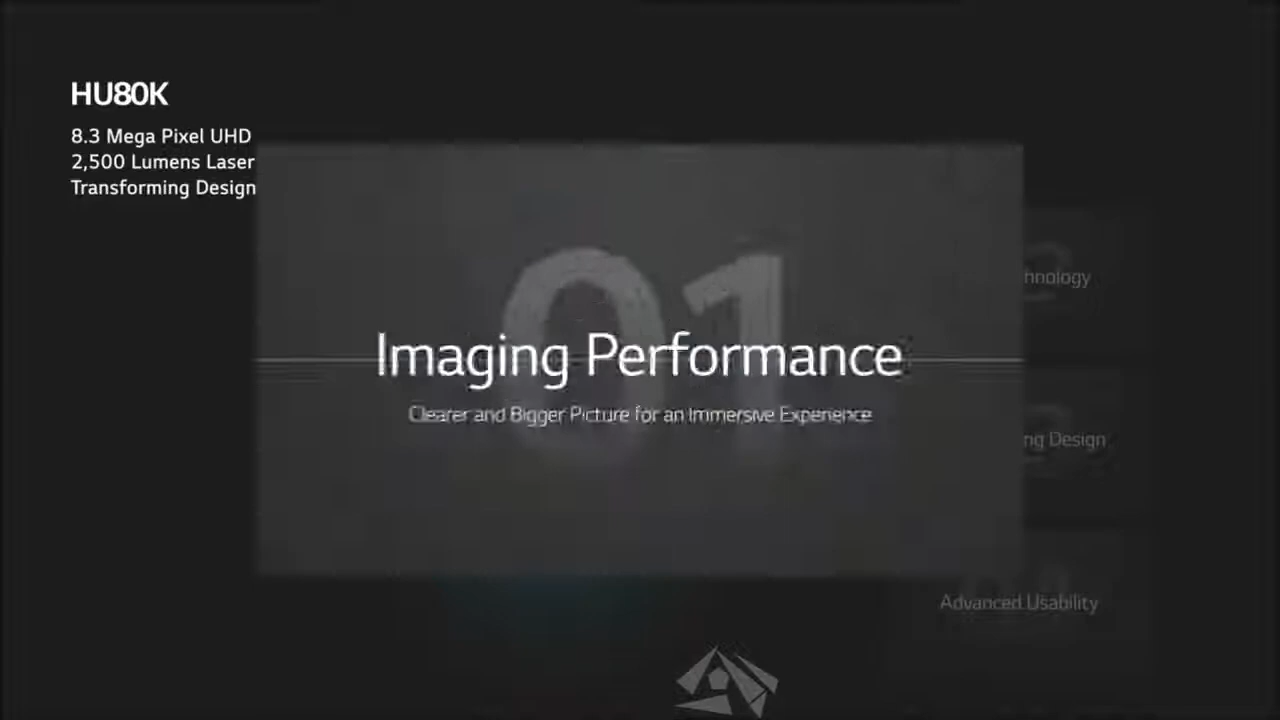 HU80K
8.3 Mega Pixel UHD
2,500 Lumens Laser
Transforming Design
01
Imaging Performance
Clearer and Bigger Picture for an Immersive Experience
hnology
ng Design
Advanced Usability